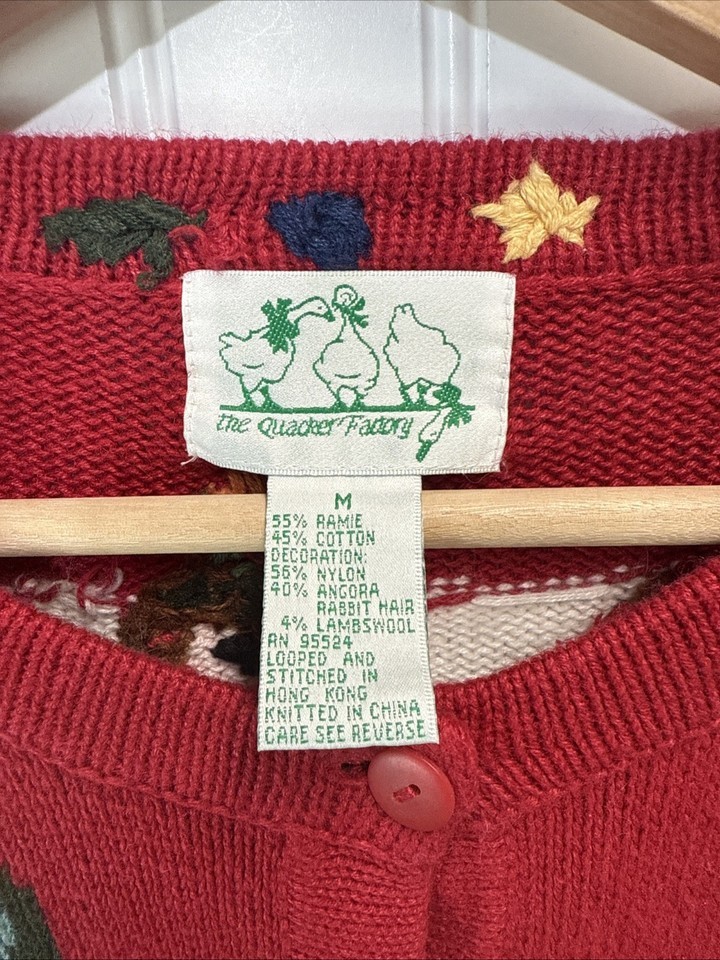 the Quacker Factory
M
55% RAMIE
45% COTTON
DECORATION:
56% NYLON
40% ANGORA
RABBIT HAIR
4% LAMBSWOOL
RN 95524
LOOPED AND
STITCHED IN
HONG KONG
KNITTED IN CHINA
CARE SEE REVERSE